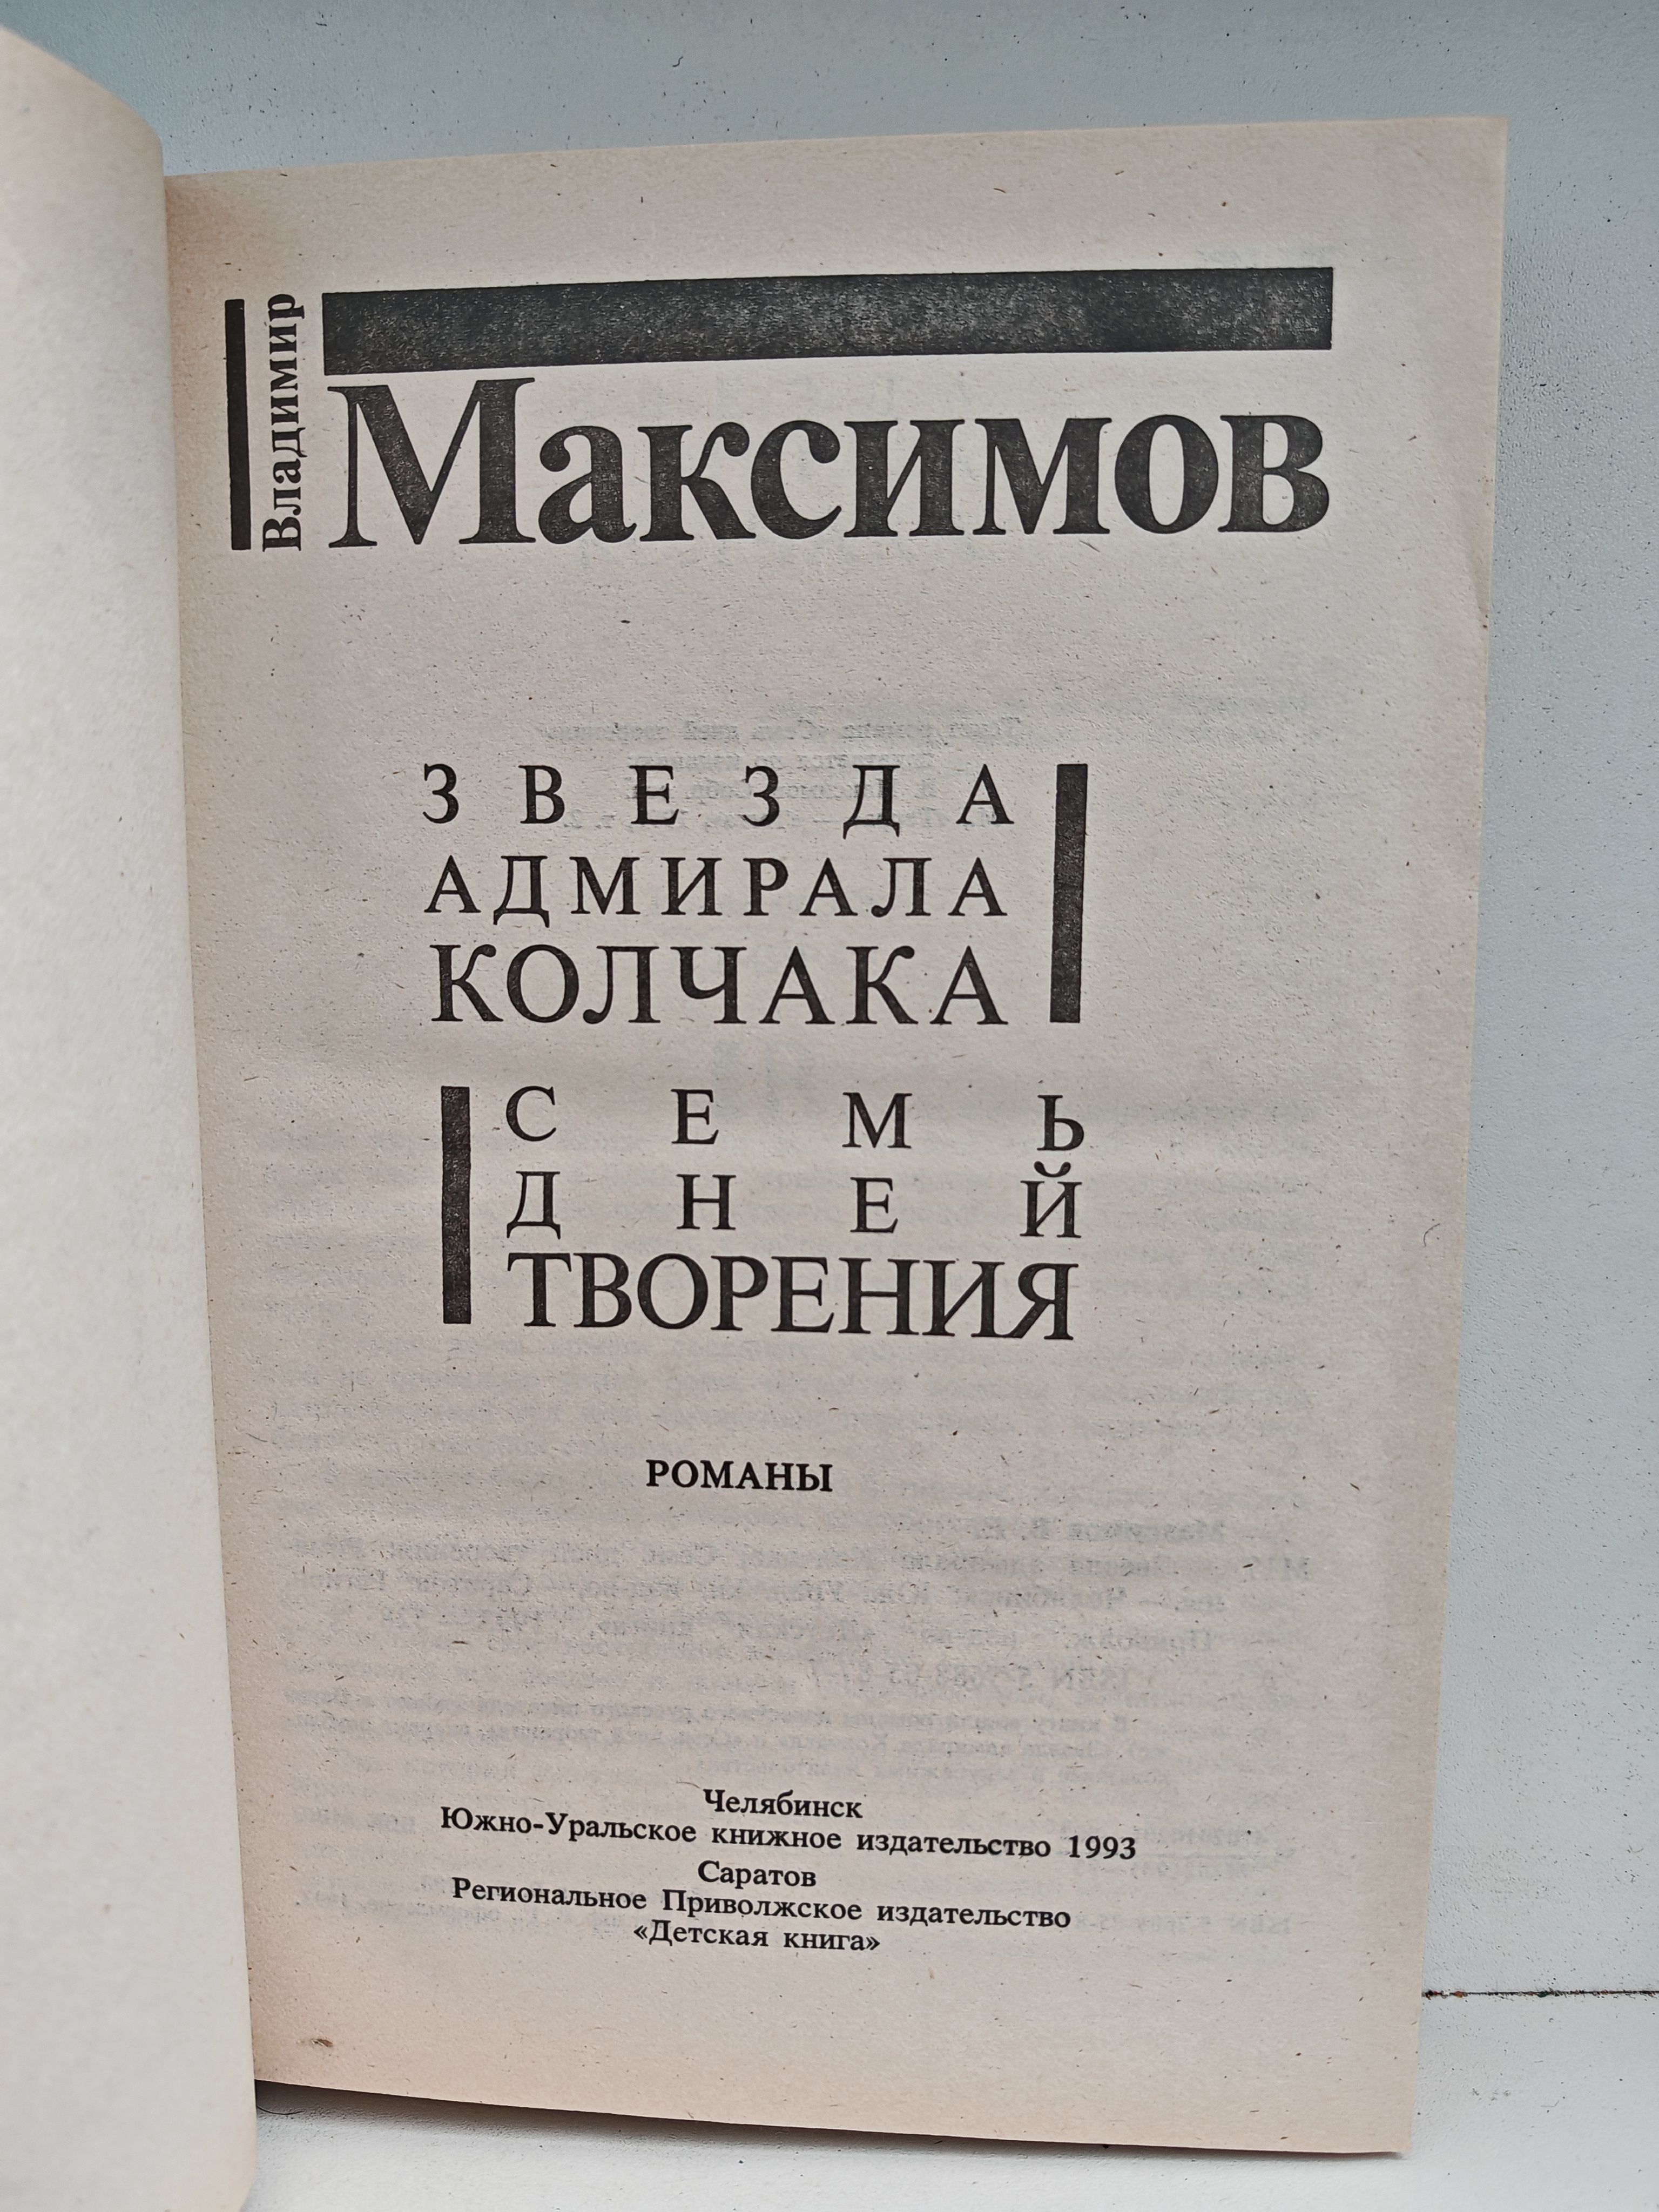 Владимир
Максимов
ЗВЕЗДА
АДМИРАЛА
КОЛЧАКА
СЕМЬ
ДНЕЙ
ТВОРЕНИЯ
РОМАНЫ
Челябинск
Южно-Уральское книжное издательство 1993
Саратов
Региональное Приволжское издательство
«Детская книга»